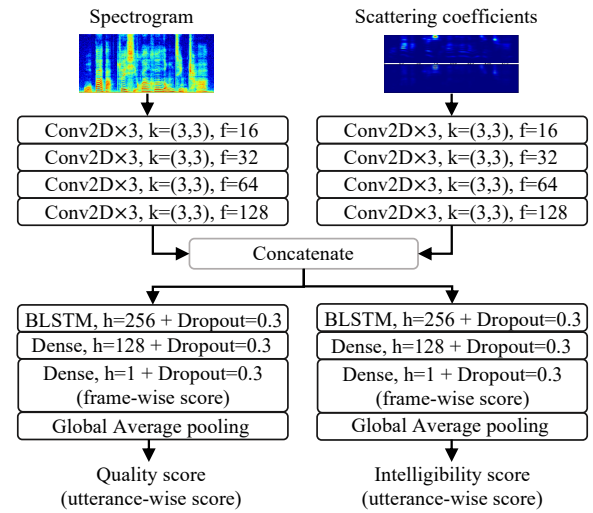 Spectrogram
Scattering coefficients
Conv2D×3, k=(3,3), f=16
Conv2D×3, k=(3,3), f=32
Conv2D×3, k=(3,3), f=64
Conv2D×3, k=(3,3), f=128
Conv2D×3, k=(3,3), f=16
Conv2D×3, k=(3,3), f=32
Conv2D×3, k=(3,3), f=64
Conv2D×3, k=(3,3), f=128
Concatenate
BLSTM, h=256 + Dropout=0.3
Dense, h=128 + Dropout=0.3
Dense, h=1 + Dropout=0.3
(frame-wise score)
Global Average pooling
Quality score
(utterance-wise score)
BLSTM, h=256 + Dropout=0.3
Dense, h=128 + Dropout=0.3
Dense, h=1 + Dropout=0.3
(frame-wise score)
Global Average pooling
Intelligibility score
(utterance-wise score)